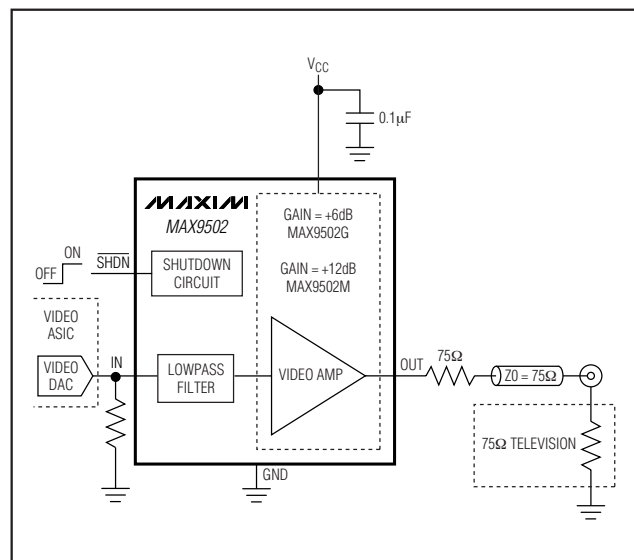 VCC
0.1µF
MAXIM
MAX9502
GAIN = +6dB
MAX9502G
GAIN = +12dB
MAX9502M
ON
OFF
SHDN
SHUTDOWN
CIRCUIT
VIDEO
ASIC
VIDEO
DAC
IN
LOWPASS
FILTER
VIDEO AMP
OUT
75Ω
Z0 = 75Ω
75Ω TELEVISION
GND